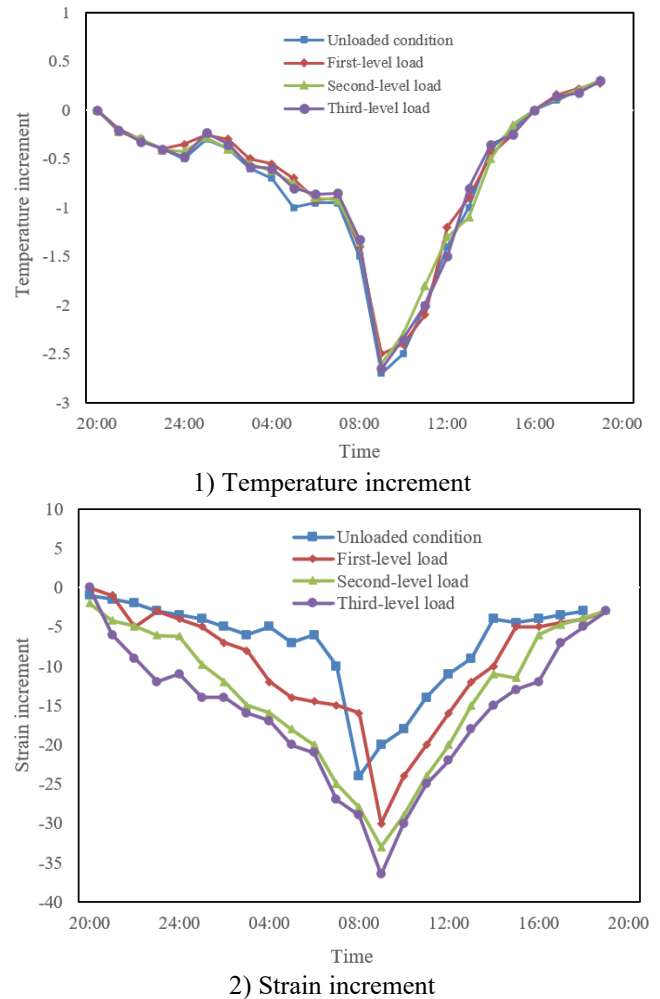 1
0.5
0
-0.5
-1
-1.5
-2
-2.5
-3
Temperature increment
Unloaded condition
First-level load
Second-level load
Third-level load
20:00 24:00 04:00 08:00 12:00 16:00 20:00
Time
1) Temperature increment
10
5
0
-5
-10
-15
-20
-25
-30
-35
-40
Strain increment
Unloaded condition
First-level load
Second-level load
Third-level load
20:00 24:00 04:00 08:00 12:00 16:00 20:00
Time
2) Strain increment